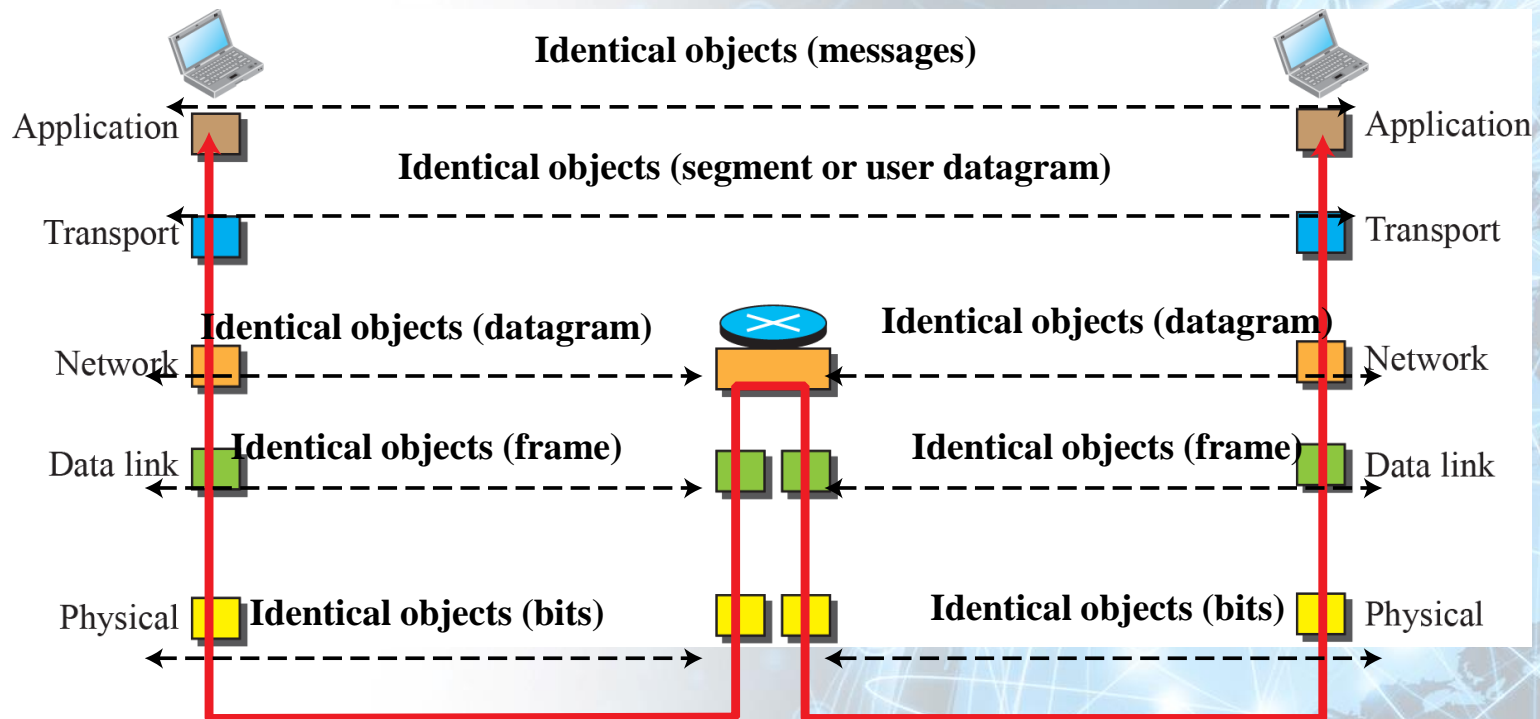 Identical objects (messages)
Application
Application
Identical objects (segment or user datagram)
Transport
Transport
Identical objects (datagram)
Identical objects (datagram)
Network
Network
Identical objects (frame)
Identical objects (frame)
Data link
Data link
Identical objects (bits)
Identical objects (bits)
Physical
Physical